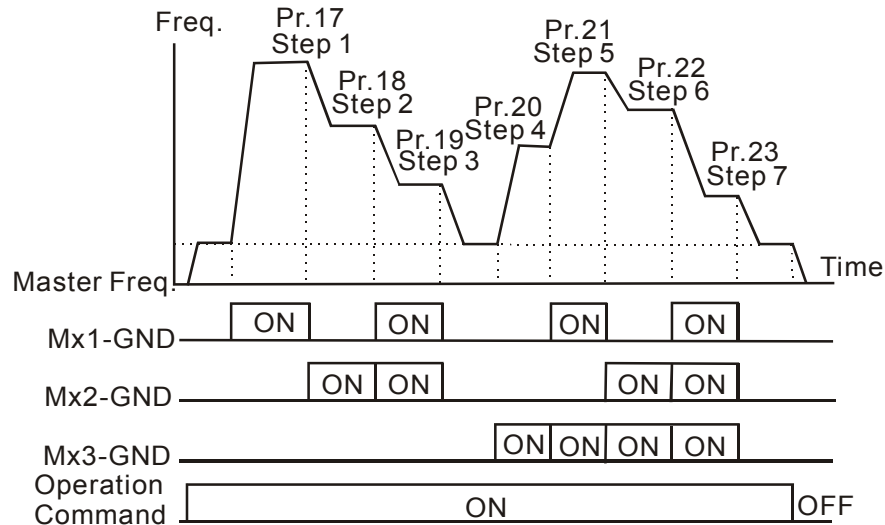 Freq.
Pr.17
Step 1
Pr.18
Step 2
Pr.19
Step 3
Pr.20
Step 4
Pr.21
Step 5
Pr.22
Step 6
Pr.23
Step 7
Master Freq.
Time
Mx1-GND
ON
ON
ON
ON
Mx2-GND
ON
ON
ON
ON
Mx3-GND
ON
ON
ON
ON
Operation
Command
ON
OFF